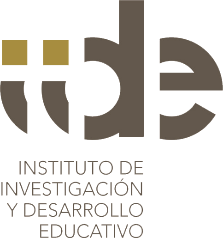 iide
INSTITUTO DE
INVESTIGACIÓN
Y DESARROLLO
EDUCATIVO